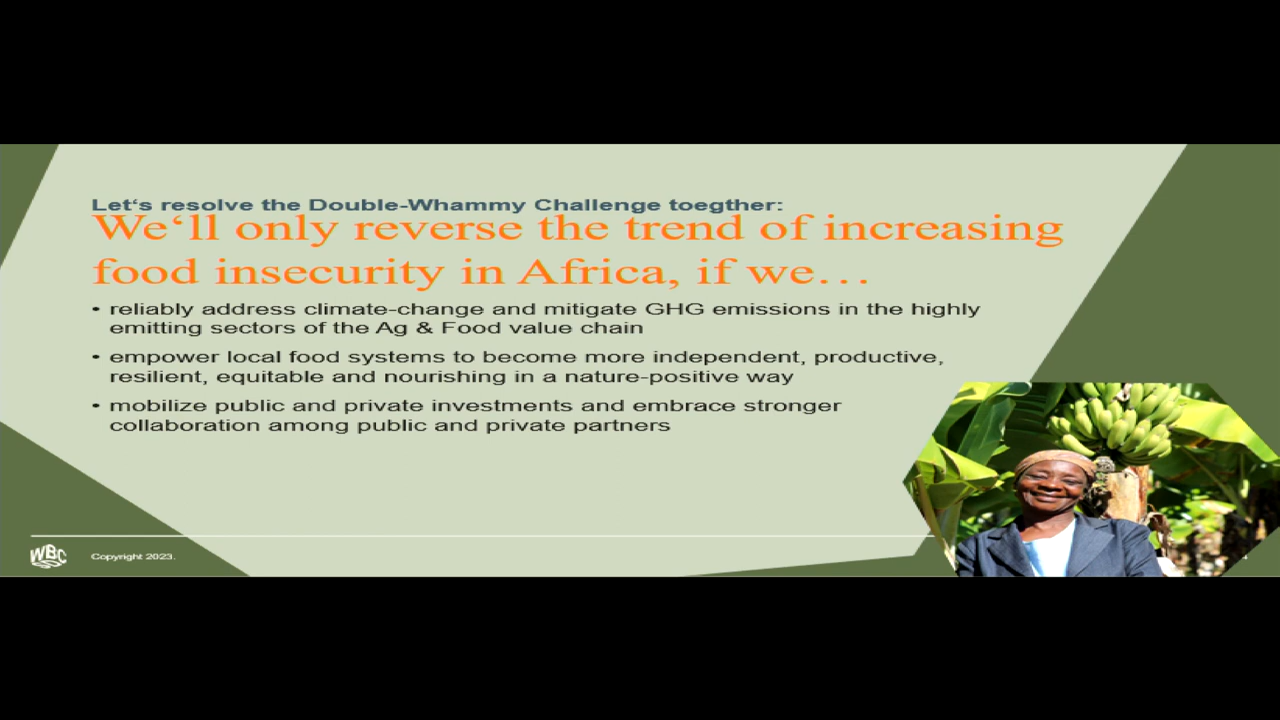 Let‘s resolve the Double-Whammy Challenge toegther:
We‘ll only reverse the trend of increasing
food insecurity in Africa, if we…
• reliably address climate-change and mitigate GHG emissions in the highly
emitting sectors of the Ag & Food value chain
• empower local food systems to become more independent, productive,
resilient, equitable and nourishing in a nature-positive way
• mobilize public and private investments and embrace stronger
collaboration among public and private partners
WBC
Copyright 2023.